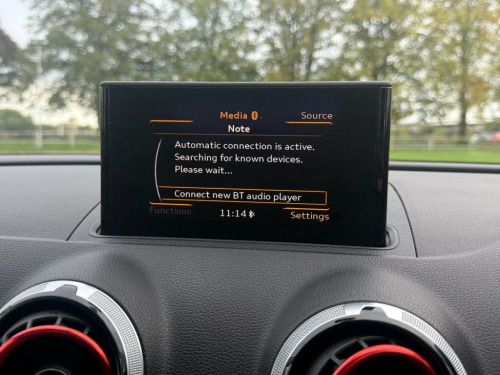 Media
Source
Note
Automatic connection is active.
Searching for known devices.
Please wait...
Connect new BT audio player
Functions
11:14
Settings